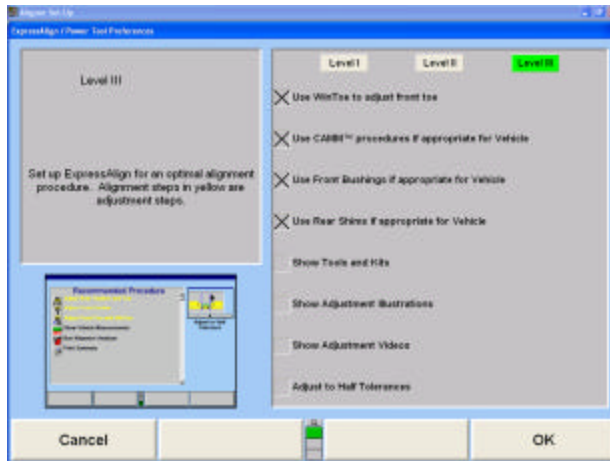 Aligner Set Up
ExpressAlign / Power Tool Preferences
Level III
Set up ExpressAlign for an optimal alignment
procedure. Alignment steps in yellow are
adjustment steps.
Level I
Level II
Level III
Use WinToe to adjust front toe
Use CAMM™ procedures if appropriate for Vehicle
Use Front Bushings if appropriate for Vehicle
Use Rear Shims if appropriate for Vehicle
Show Tools and Kits
Show Adjustment Illustrations
Show Adjustment Videos
Adjust to Half Tolerances
Recommended Procedure
Print Summary
Cancel
OK